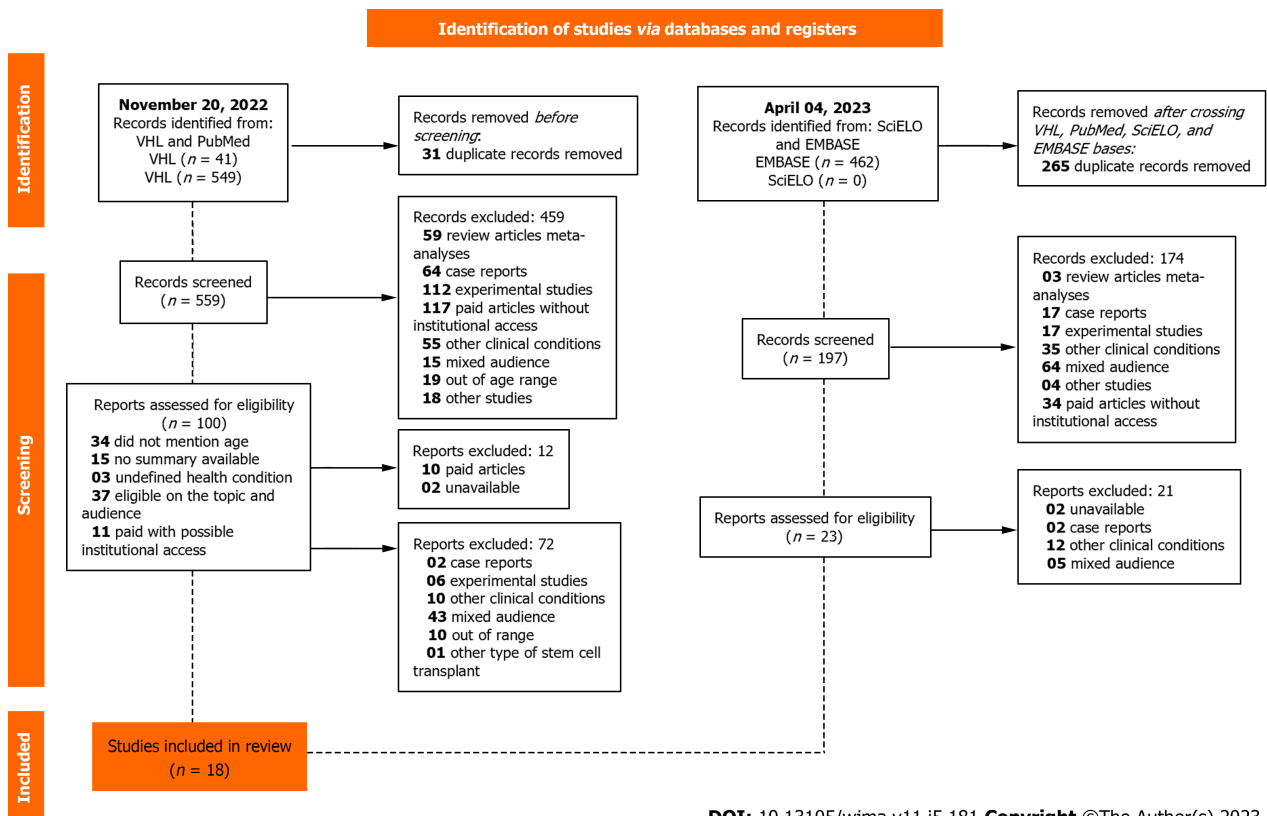 Identification of studies via databases and registers
Identification
November 20, 2022
Records identified from:
VHL and PubMed
VHL (n = 41)
VHL (n = 549)
Records removed before
screening:
31 duplicate records removed
April 04, 2023
Records identified from: SciELO
and EMBASE
EMBASE (n = 462)
SciELO (n = 0)
Records removed after crossing
VHL, PubMed, SciELO, and
EMBASE bases:
265 duplicate records removed
Screening
Records screened
(n = 559)
Records excluded: 459
59 review articles meta-
analyses
64 case reports
112 experimental studies
117 paid articles without
institutional access
55 other clinical conditions
15 mixed audience
19 out of age range
18 other studies
Records screened
(n = 197)
Records excluded: 174
03 review articles meta-
analyses
17 case reports
17 experimental studies
35 other clinical conditions
64 mixed audience
04 other studies
34 paid articles without
institutional access
Reports assessed for eligibility
(n = 100)
34 did not mention age
15 no summary available
03 undefined health condition
37 eligible on the topic and
audience
11 paid with possible
institutional access
Reports excluded: 12
10 paid articles
02 unavailable
Reports excluded: 72
02 case reports
06 experimental studies
10 other clinical conditions
43 mixed audience
10 out of range
01 other type of stem cell
transplant
Reports assessed for eligibility
(n = 23)
Reports excluded: 21
02 unavailable
02 case reports
12 other clinical conditions
05 mixed audience
Included
Studies included in review
(n = 18)
DOI: 10.13105/wjma.v11.i5.181 Copyright ©The Author(s) 2023.